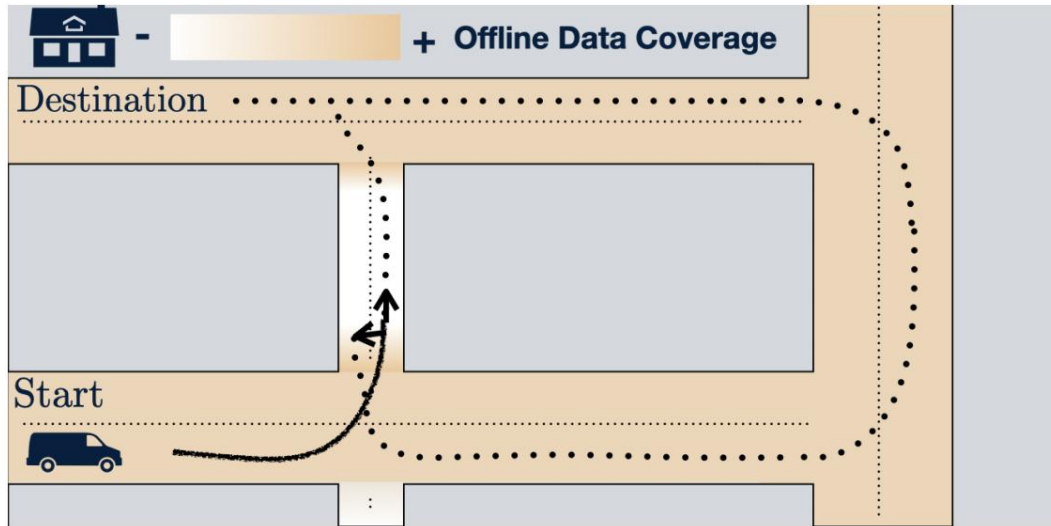 - + Offline Data Coverage
Destination
Start